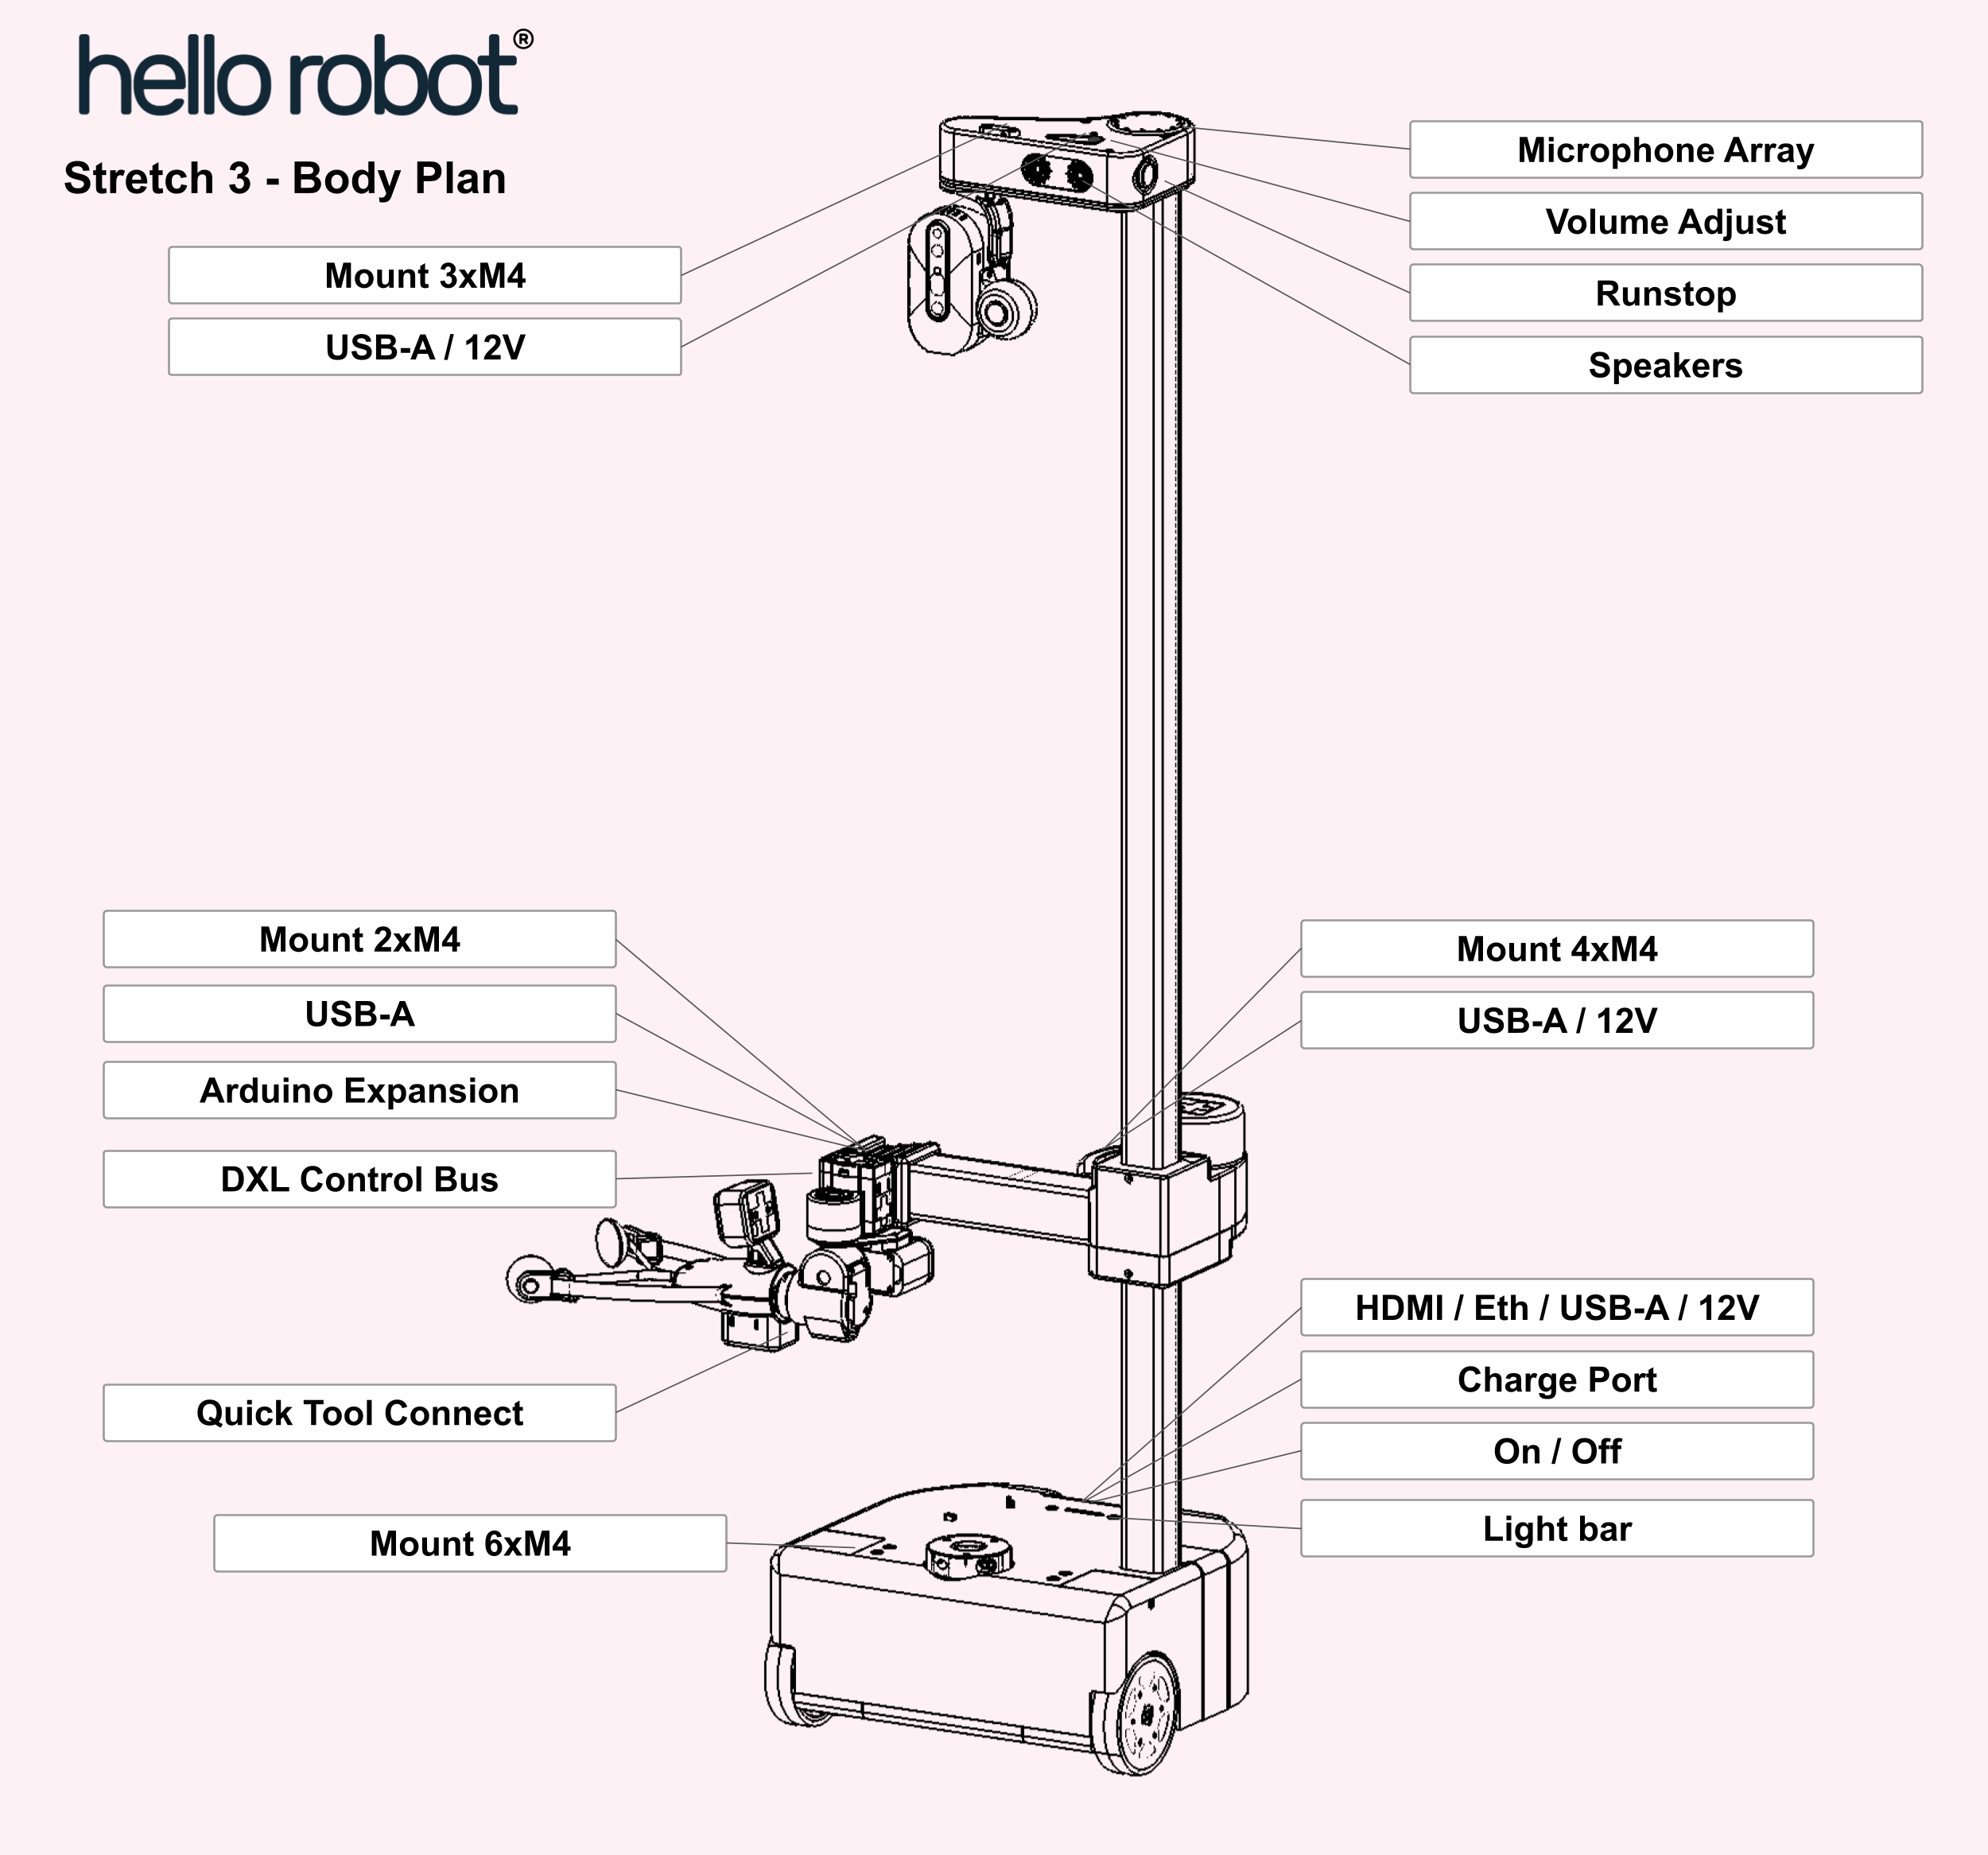 hello robot®
Stretch 3 - Body Plan
Mount 3xM4
USB-A / 12V
Microphone Array
Volume Adjust
Runstop
Speakers
Mount 2xM4
USB-A
Arduino Expansion
DXL Control Bus
Quick Tool Connect
Mount 6xM4
Mount 4xM4
USB-A / 12V
HDMI / Eth / USB-A / 12V
Charge Port
On / Off
Light bar